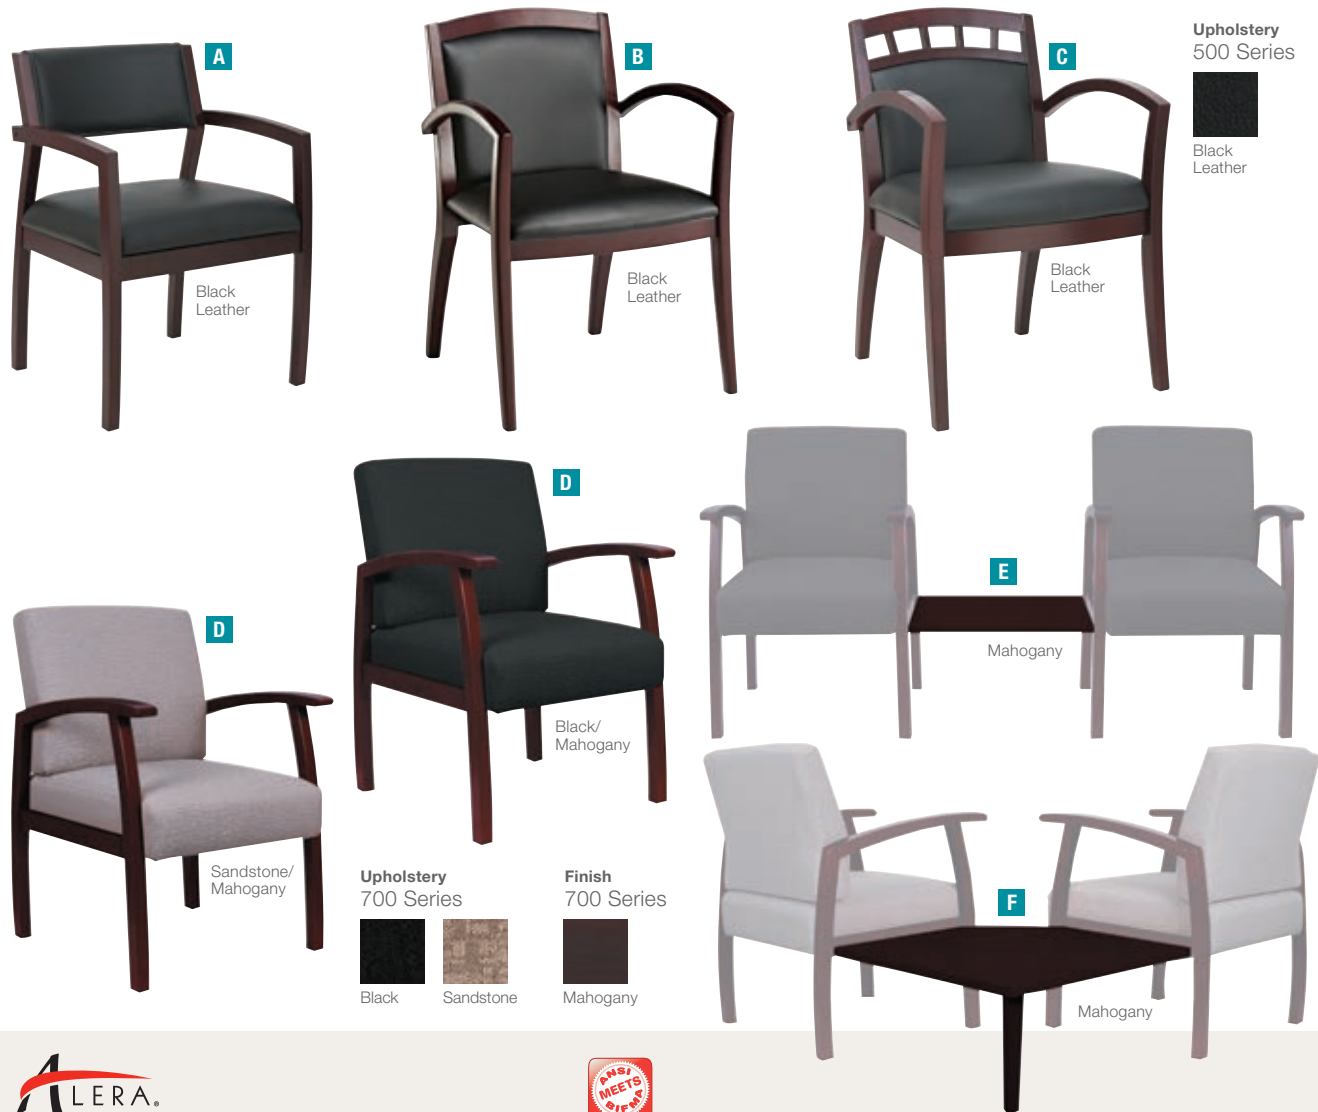 A
Black
Leather
B
Black
Leather
C
Black
Leather
Upholstery
500 Series
Black
Leather
D
Sandstone/
Mahogany
D
Black/
Mahogany
E
Mahogany
F
Mahogany
Upholstery
700 Series
Black
Sandstone
Finish
700 Series
Mahogany
ALERA®
ANSI
MEETS
BIFMA